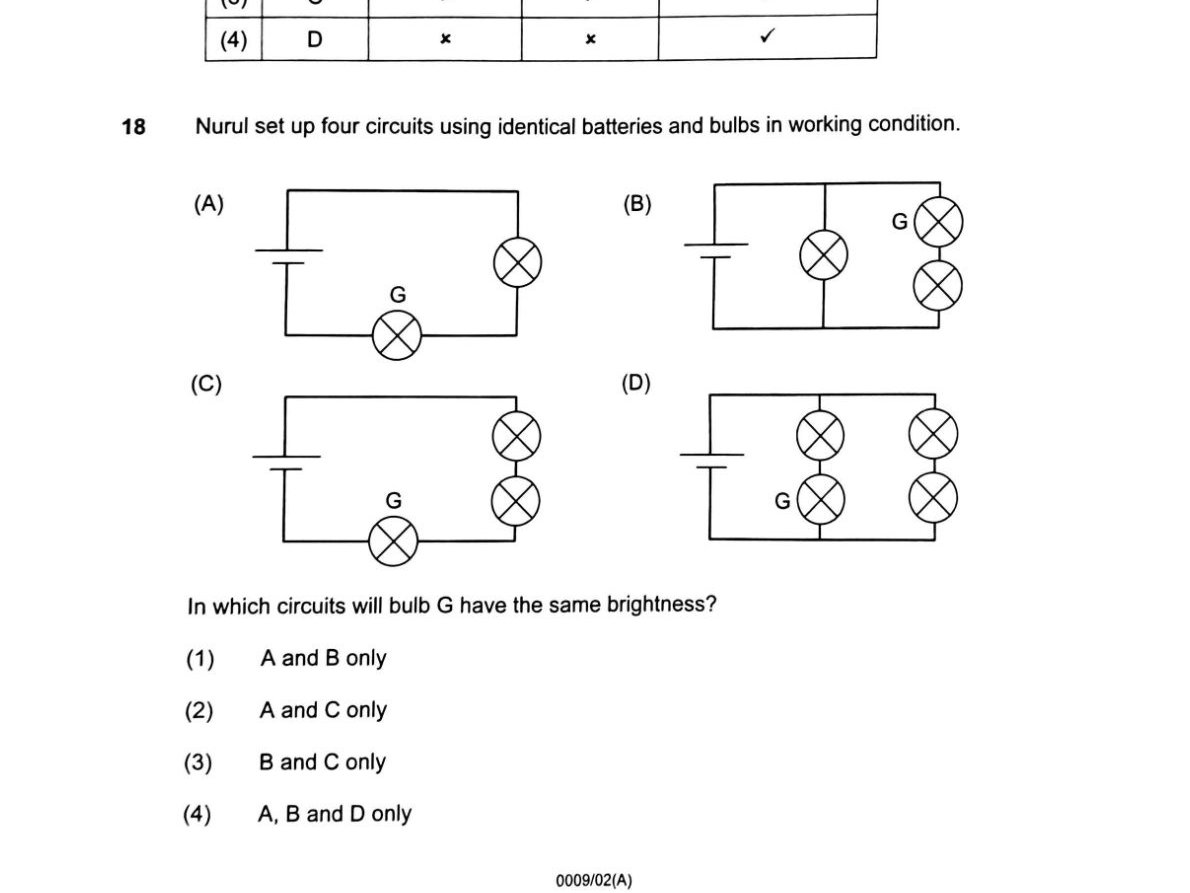 (4) D × × ✓
18 Nurul set up four circuits using identical batteries and bulbs in working condition.
(A) (B)
G
G
(C) (D)
G G
In which circuits will bulb G have the same brightness?
(1) A and B only
(2) A and C only
(3) B and C only
(4) A, B and D only
0009/02(A)